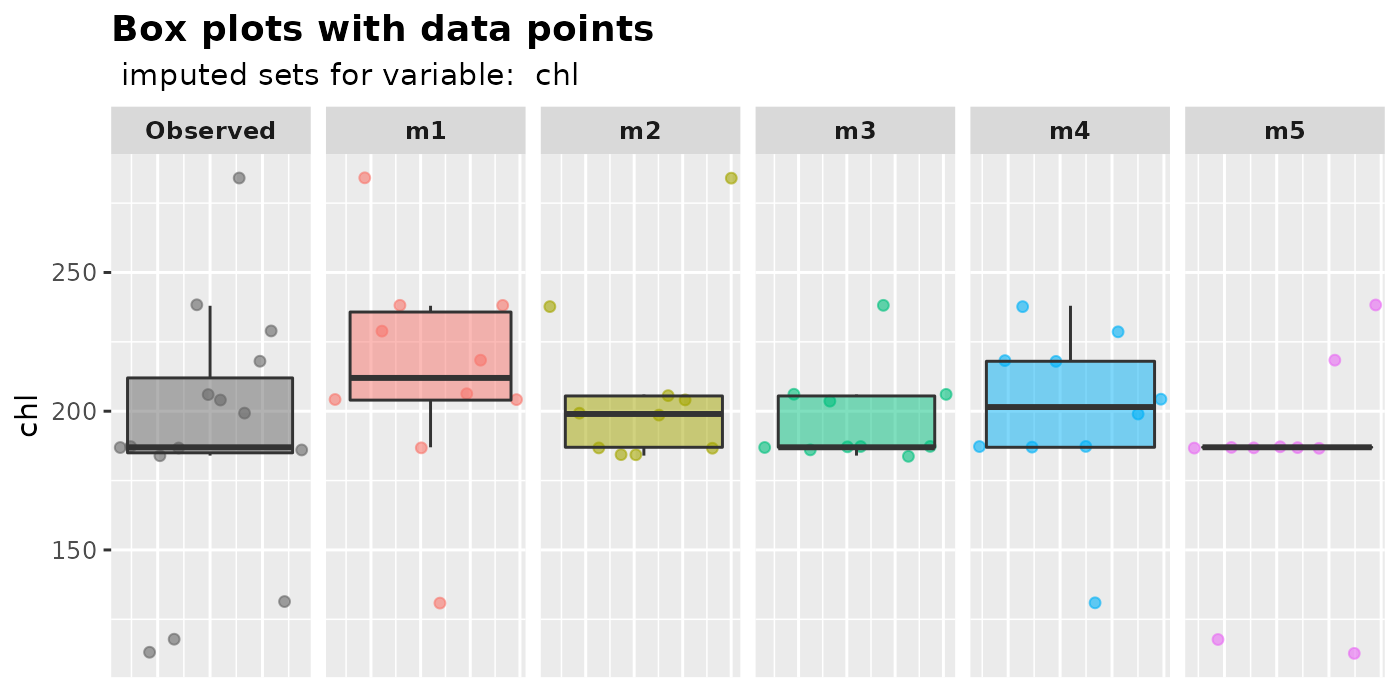 Box plots with data points
imputed sets for variable:  chl
Observed m1 m2 m3 m4 m5
chl
250
200
150